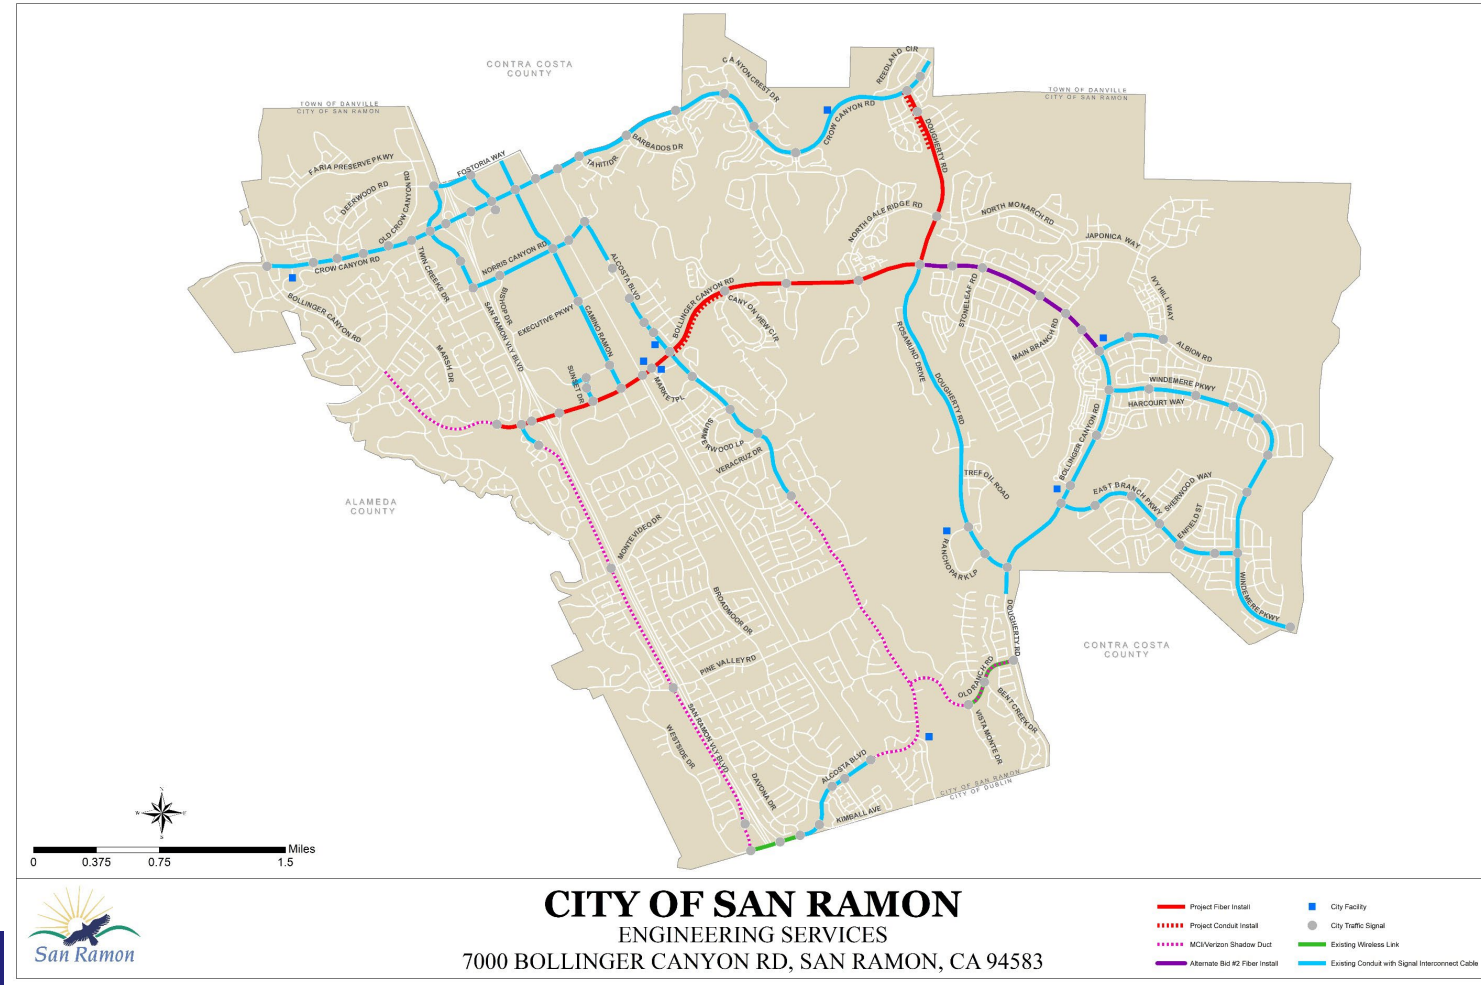 CONTRA COSTA
COUNTY
TOWN OF DANVILLE
CITY OF SAN RAMON
TOWN OF DANVILLE
CITY OF SAN RAMON
CANYON CREST DR
REEDLAND CIR
CROW CANYON RD
DOUGHERTY RD
BARBADOS DR
TAHITI DR
FOSTORIA WAY
FARIA PRESERVE PKWY
DEERWOOD RD
OLD CROW CANYON RD
CROW CANYON RD
TWIN CREEKS DR
NORRIS CANYON RD
BISHOP DR
SAN RAMON VLY BLVD
EXECUTIVE PKWY
CAMINO RAMON
ALCOSTA BLVD
BOLLINGER CANYON RD
CANYON VIEW CIR
NORTH GALE RIDGE RD
NORTH MONARCH RD
JAPONICA WAY
IVY HILL WAY
STONELEAF RD
MAIN BRANCH RD
ALBION RD
WINDEMERE PKWY
HARCOURT WAY
BOLLINGER CANYON RD
MARSH DR
SUNSET DR
MARKET PL
SUMMERWOOD LP
VERACRUZ DR
ROSAMUND DRIVE
DOUGHERTY RD
TREFOIL ROAD
BOLLINGER CANYON RD
EAST BRANCH PKWY
SHERWOOD WAY
ENFIELD ST
WINDEMERE PKWY
RANCHO PARK LP
ALAMEDA
COUNTY
MONTEVIDEO DR
BROADMOOR DR
PINE VALLEY RD
DOUGHERTY RD
CONTRA COSTA
COUNTY
OLD RANCH RD
BENT CREEK DR
VISTA MONTE DR
SAN RAMON VLY BLVD
WESTSIDE DR
DAVONA DR
ALCOSTA BLVD
KIMBALL AVE
CITY OF SAN RAMON
CITY OF DUBLIN
N
W E
S
Miles
0 0.375 0.75 1.5
San Ramon
CITY OF SAN RAMON
ENGINEERING SERVICES
7000 BOLLINGER CANYON RD, SAN RAMON, CA 94583
Project Fiber Install
Project Conduit Install
MCI/Verizon Shadow Duct
Alternate Bid #2 Fiber Install
City Facility
City Traffic Signal
Existing Wireless Link
Existing Conduit with Signal Interconnect Cable